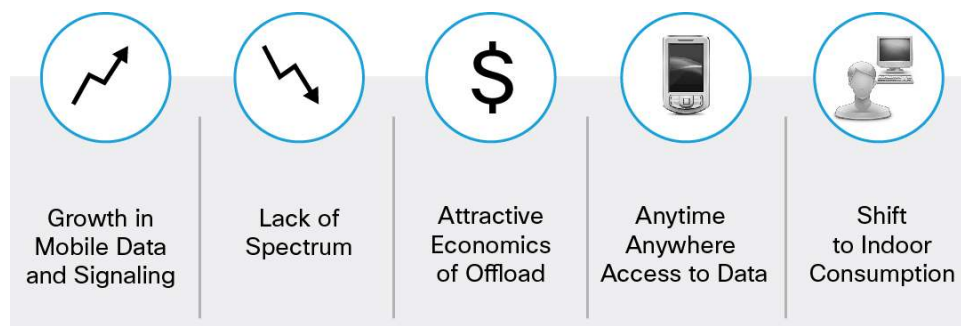 $
Growth in
Mobile Data
and Signaling
Lack of
Spectrum
Attractive
Economics
of Offload
Anytime
Anywhere
Access to Data
Shift
to Indoor
Consumption